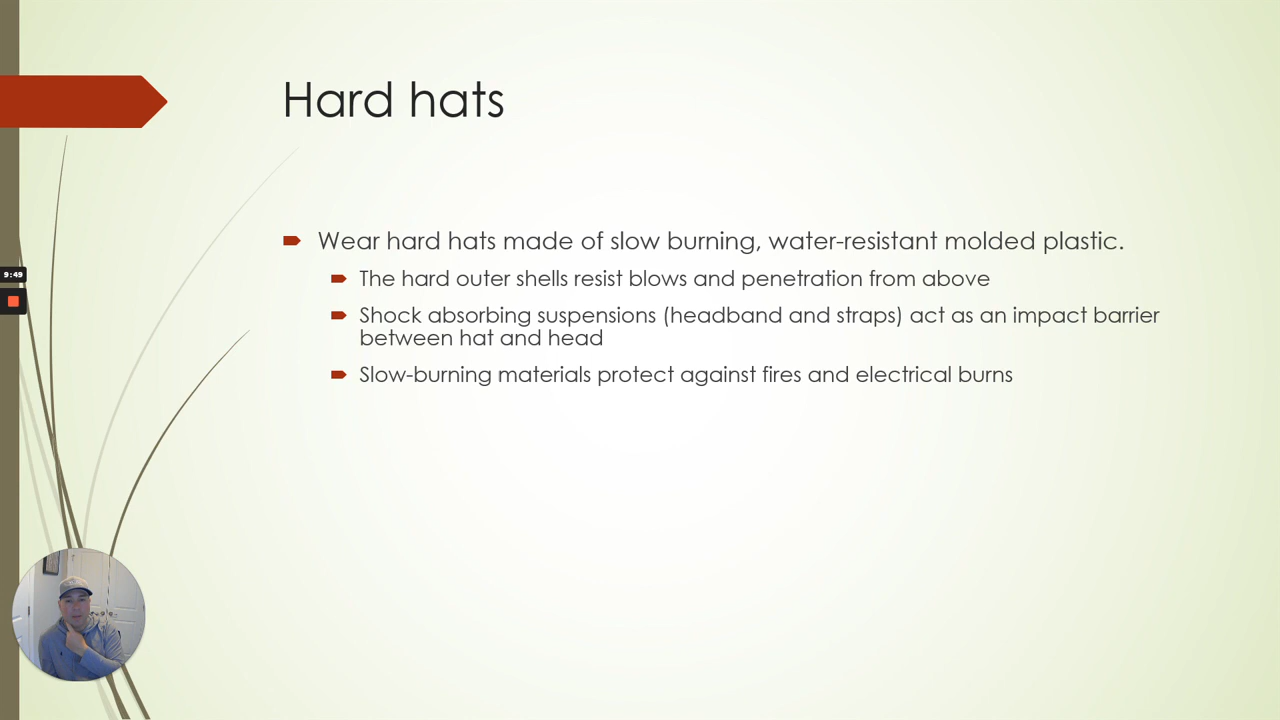 Hard hats
Wear hard hats made of slow burning, water-resistant molded plastic.
The hard outer shells resist blows and penetration from above
Shock absorbing suspensions (headband and straps) act as an impact barrier
between hat and head
Slow-burning materials protect against fires and electrical burns
9:49